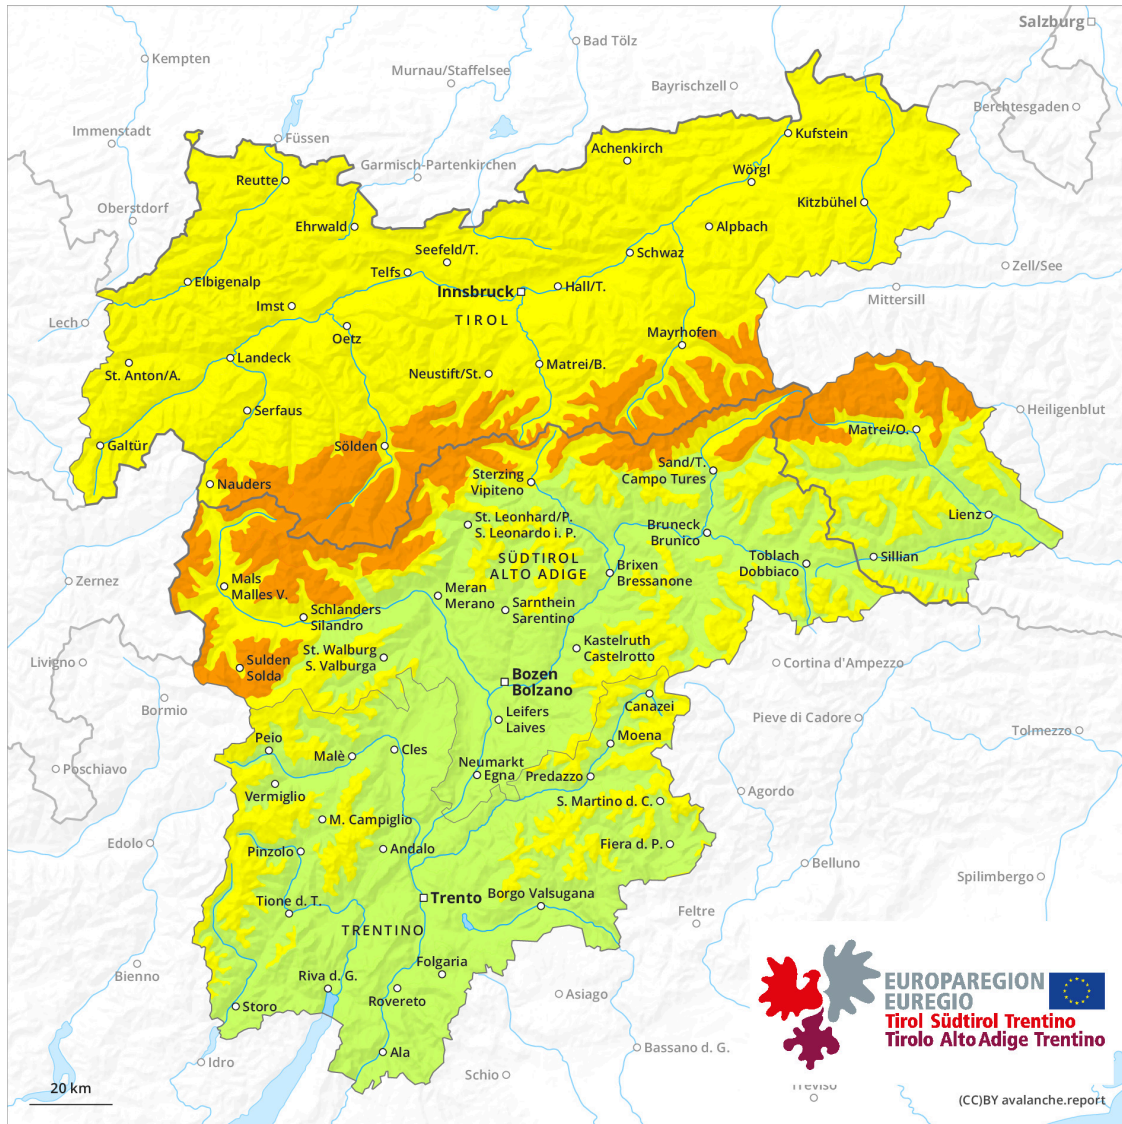 Salzburg
Bad Tölz
Kempten
Murnau/Staffelsee
Bayrischzell
Berchtesgaden
Immenstadt
Füssen
Kufstein
Achenkirch
Garmisch-Partenkirchen
Wörgl
Reutte
Oberstdorf
Kitzbühel
Ehrwald
Alpbach
Seefeld/T.
Schwaz
Zell/See
Telfs
Elbigenalp
Hall/T.
Innsbruck
Mittersill
Imst
TIROL
Lech
Oetz
Mayrhofen
Landeck
Matrei/B.
St. Anton/A.
Neustift/St.
Serfaus
Heiligenblut
Matrei/O.
Galtür
Sölden
Sand/T.
Campo Tures
Sterzing
Vipiteno
Nauders
Lienz
St. Leonhard/P.
S. Leonardo i. P.
Bruneck
Brunico
SÜDTIROL
ALTO ADIGE
Toblach
Dobbiaco
Sillian
Brixen
Bressanone
Zernez
Mals
Malles V.
Meran
Merano
Schlanders
Silandro
Sarnthein
Sarentino
Kastelruth
Castelrotto
St. Walburg
S. Valburga
Livigno
Sulden
Solda
Cortina d'Ampezzo
Bozen
Bolzano
Canazei
Bormio
Leifers
Laives
Pieve di Cadore
Tolmezzo
Peio
Moena
Malè
Cles
Neumarkt
Egna
Predazzo
Poschiavo
Vermiglio
Agordo
S. Martino d. C.
M. Campiglio
Edolo
Pinzolo
Andalo
Fiera d. P.
Belluno
Spilimbergo
Trento
Borgo Valsugana
Tione d. T.
Feltre
TRENTINO
Folgaria
Bienno
Riva d. G.
Rovereto
Asiago
Storo
EUROPAREGION
EUREGIO
Tirol Südtirol Trentino
Tirolo Alto Adige Trentino
Idro
Ala
Bassano d. G.
Schio
Treviso
20 km
(CC)BY avalanche.report